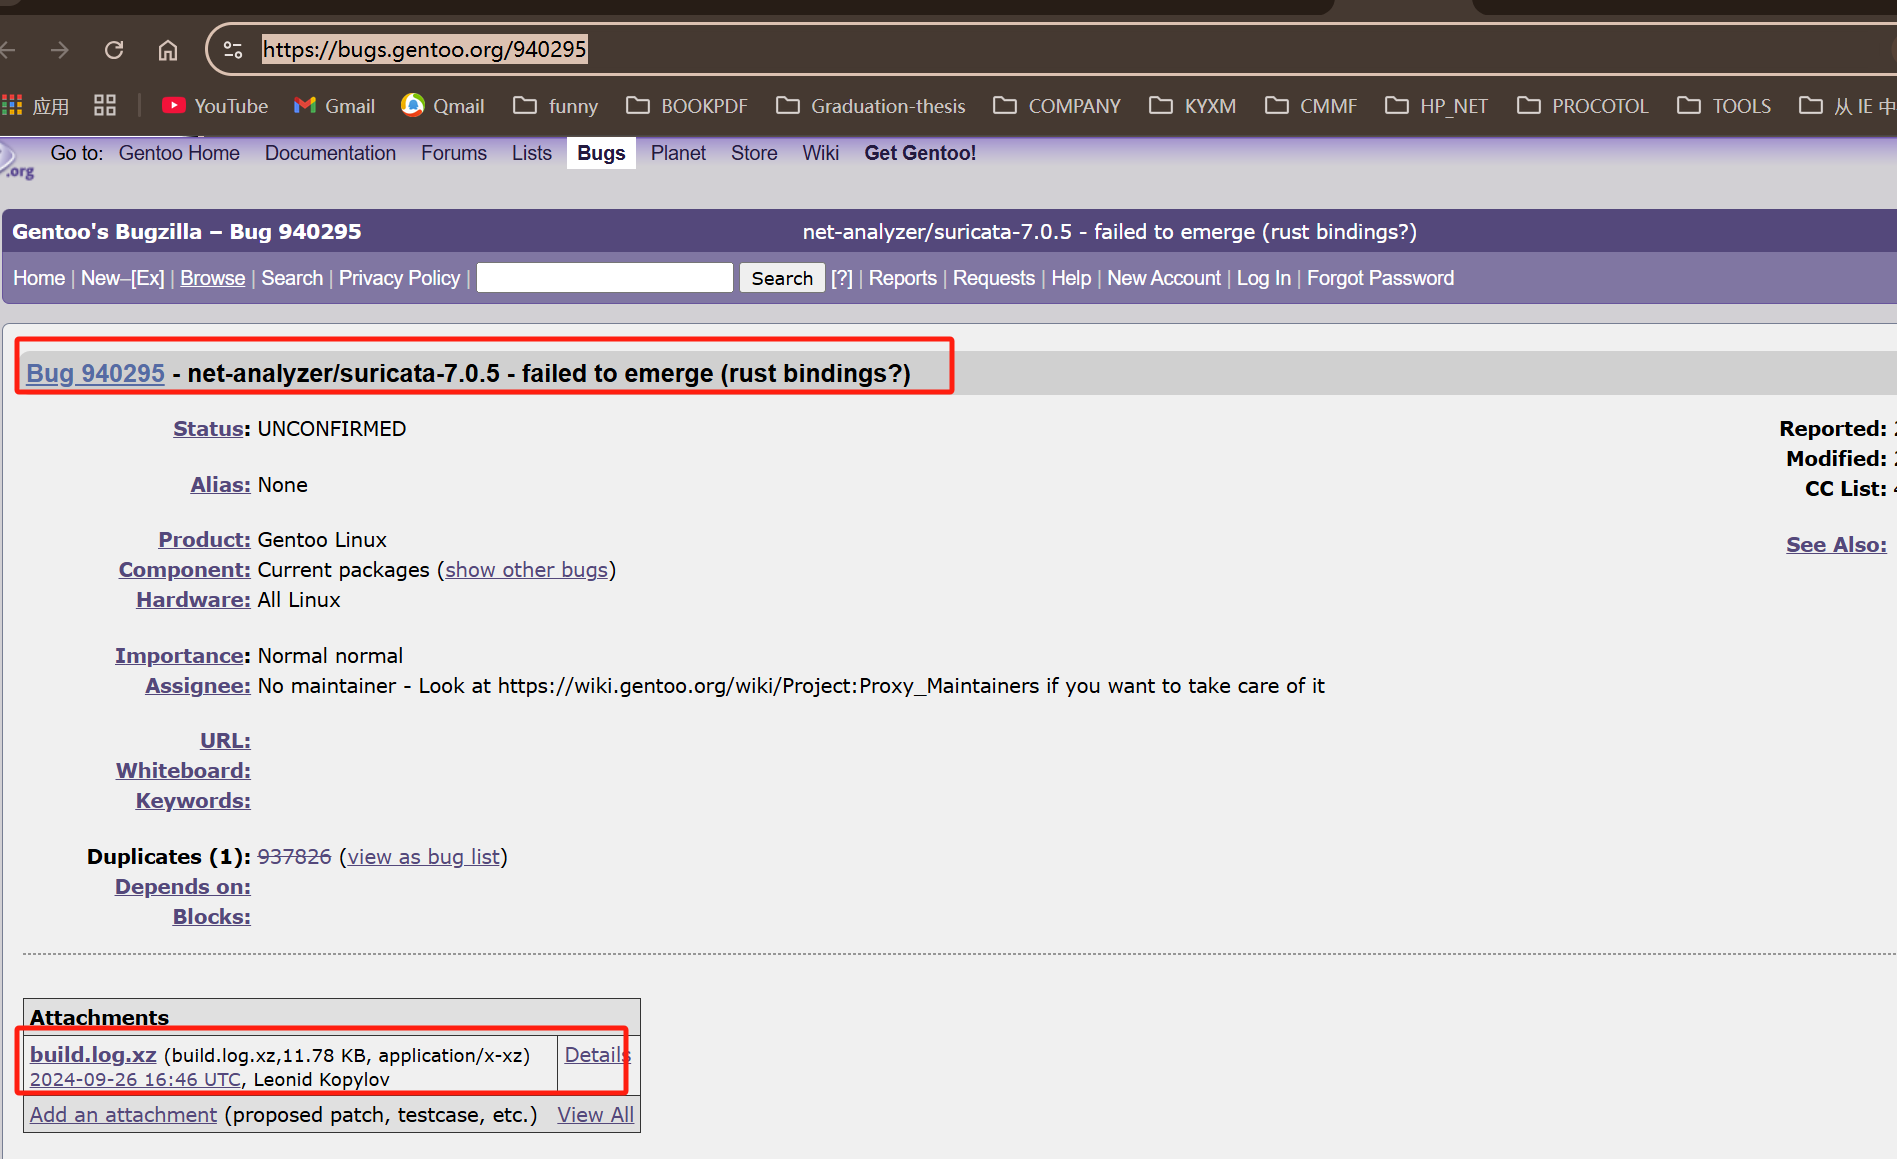 https://bugs.gentoo.org/940295
应用 YouTube Gmail Qmail funny BOOKPDF Graduation-thesis COMPANY KYXM CMMF HP_NET PROCOTOL TOOLS 从 IE 中
.org Go to: Gentoo Home Documentation Forums Lists Bugs Planet Store Wiki Get Gentoo!
Gentoo's Bugzilla – Bug 940295 net-analyzer/suricata-7.0.5 - failed to emerge (rust bindings?)
Home | New–[Ex] | Browse | Search | Privacy Policy | Search [?] | Reports | Requests | Help | New Account | Log In | Forgot Password
Bug 940295 - net-analyzer/suricata-7.0.5 - failed to emerge (rust bindings?)
Status: UNCONFIRMED
Alias: None
Product: Gentoo Linux
Component: Current packages (show other bugs)
Hardware: All Linux
Importance: Normal normal
Assignee: No maintainer - Look at https://wiki.gentoo.org/wiki/Project:Proxy_Maintainers if you want to take care of it
URL:
Whiteboard:
Keywords:
Duplicates (1): 937826 (view as bug list)
Depends on:
Blocks:
Reported:
Modified:
CC List:
See Also:
Attachments
build.log.xz (build.log.xz,11.78 KB, application/x-xz) Details
2024-09-26 16:46 UTC, Leonid Kopylov
Add an attachment (proposed patch, testcase, etc.) View All